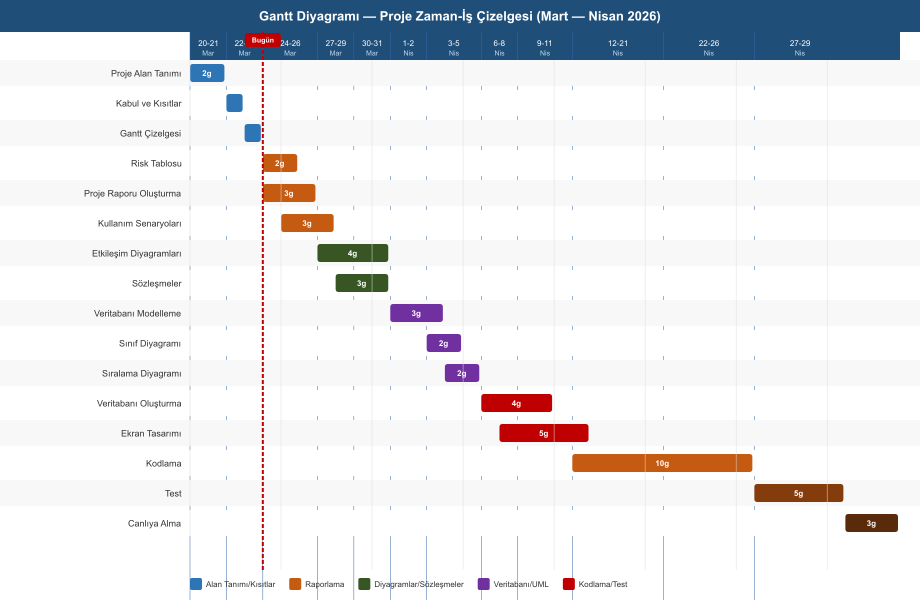 Gantt Diyagramı — Proje Zaman-İş Çizelgesi (Mart — Nisan 2026)
20-21 22- Bugün 24-26 27-29 30-31 1-2 3-5 6-8 9-11 12-21 22-26 27-29
Mar Mar Mar Mar Mar Nis Nis Nis Nis Nis Nis Nis
Proje Alan Tanımı 2g
Kabul ve Kısıtlar
Gantt Çizelgesi
Risk Tablosu 2g
Proje Raporu Oluşturma 3g
Kullanım Senaryoları 3g
Etkileşim Diyagramları 4g
Sözleşmeler 3g
Veritabanı Modelleme 3g
Sınıf Diyagramı 2g
Sıralama Diyagramı 2g
Veritabanı Oluşturma 4g
Ekran Tasarımı 5g
Kodlama 10g
Test 5g
Canlıya Alma 3g
Alan Tanımı/Kısıtlar Raporlama Diyagramlar/Sözleşmeler Veritabanı/UML Kodlama/Test